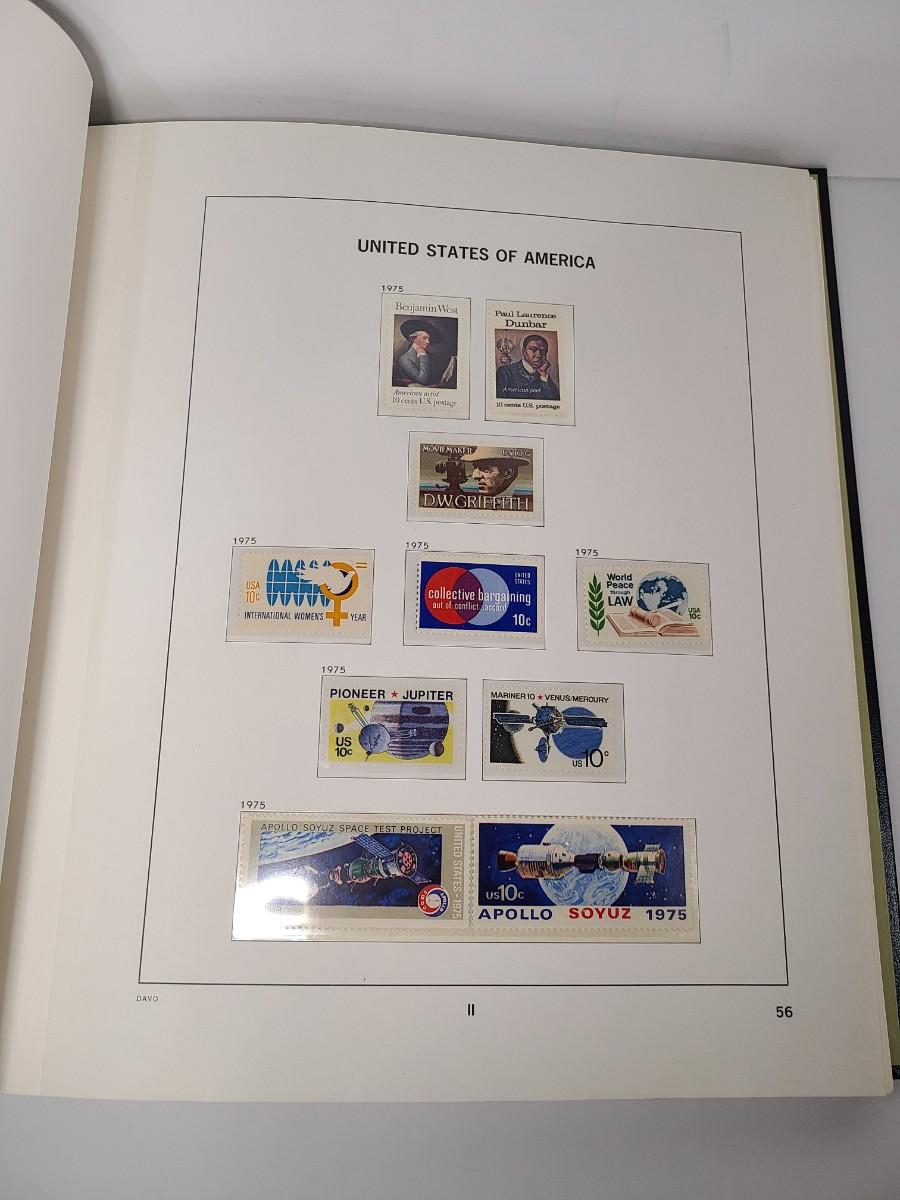 UNITED STATES OF AMERICA
1975
Benjamin West
American artist
10 cents U.S. postage
Paul Laurence
Dunbar
American poet
10 cents U.S. postage
MOVIEMAKER US 10c
D.W. GRIFFITH
1975
USA
10c
INTERNATIONAL WOMEN'S YEAR
1975
UNITED
STATES
collective bargaining
out of conflict...accord
10c
1975
World
Peace
through
LAW
USA
10c
1975
PIONEER ★ JUPITER
US
10c
MARINER 10 ★ VENUS/MERCURY
US 10c
1975
APOLLO SOYUZ SPACE TEST PROJECT
UNITED STATES • 1975
US 10c
APOLLO SOYUZ 1975
DAVO
II
56